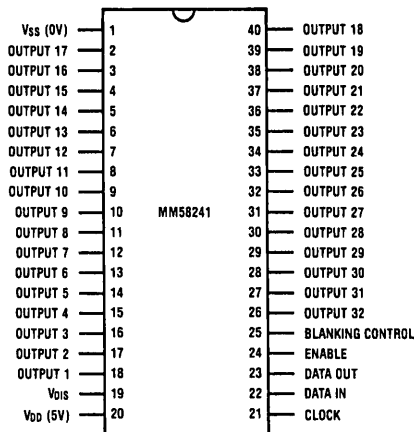 VSS (0V) 1 40 OUTPUT 18
OUTPUT 17 2 39 OUTPUT 19
OUTPUT 16 3 38 OUTPUT 20
OUTPUT 15 4 37 OUTPUT 21
OUTPUT 14 5 36 OUTPUT 22
OUTPUT 13 6 35 OUTPUT 23
OUTPUT 12 7 34 OUTPUT 24
OUTPUT 11 8 33 OUTPUT 25
OUTPUT 10 9 32 OUTPUT 26
OUTPUT 9 10 MM58241 31 OUTPUT 27
OUTPUT 8 11 30 OUTPUT 28
OUTPUT 7 12 29 OUTPUT 29
OUTPUT 6 13 28 OUTPUT 30
OUTPUT 5 14 27 OUTPUT 31
OUTPUT 4 15 26 OUTPUT 32
OUTPUT 3 16 25 BLANKING CONTROL
OUTPUT 2 17 24 ENABLE
OUTPUT 1 18 23 DATA OUT
VDIS 19 22 DATA IN
VDD (5V) 20 21 CLOCK